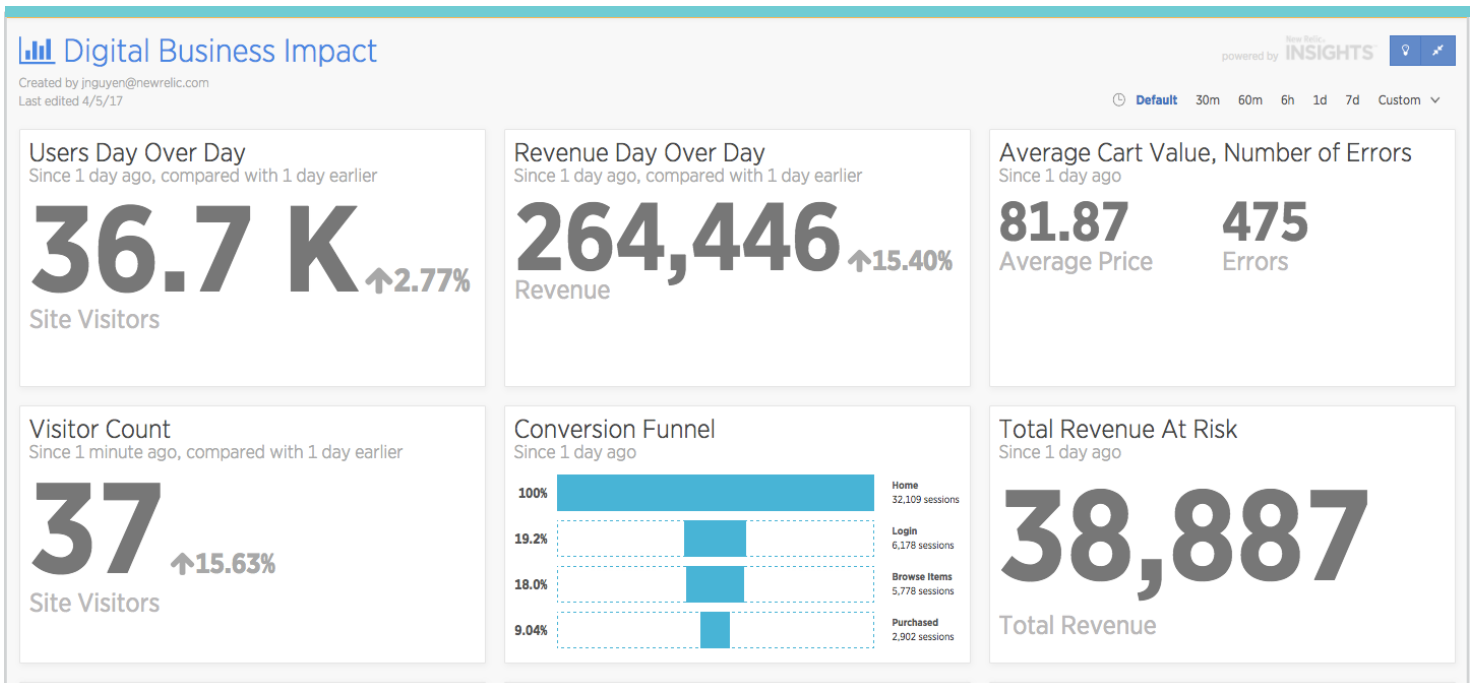 Digital Business Impact
Created by jnguyen@newrelic.com
Last edited 4/5/17
powered by New Relic. INSIGHTS
Default 30m 60m 6h 1d 7d Custom
Users Day Over Day
Since 1 day ago, compared with 1 day earlier
36.7 K 2.77%
Site Visitors
Revenue Day Over Day
Since 1 day ago, compared with 1 day earlier
264,446 15.40%
Revenue
Average Cart Value, Number of Errors
Since 1 day ago
81.87 475
Average Price Errors
Visitor Count
Since 1 minute ago, compared with 1 day earlier
37 15.63%
Site Visitors
Conversion Funnel
Since 1 day ago
100% Home
32,109 sessions
19.2% Login
6,178 sessions
18.0% Browse Items
5,778 sessions
9.04% Purchased
2,902 sessions
Total Revenue At Risk
Since 1 day ago
38,887
Total Revenue